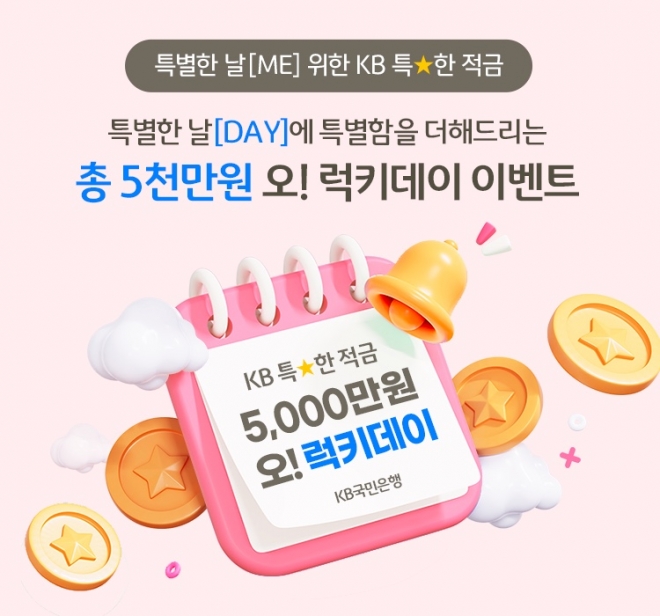 특별한 날[ME] 위한 KB 특★한 적금
특별한 날[DAY]에 특별함을 더해드리는
총 5천만원 오! 럭키데이 이벤트
KB 특★한 적금
5,000만원
오! 럭키데이
KB국민은행